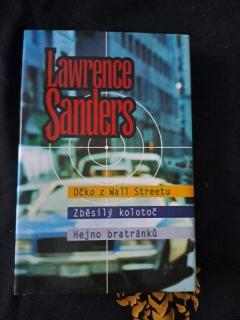 Lawrence
Sanders
Očko z Wall Streetu
Zběsilý kolotoč
Hejno bratránků